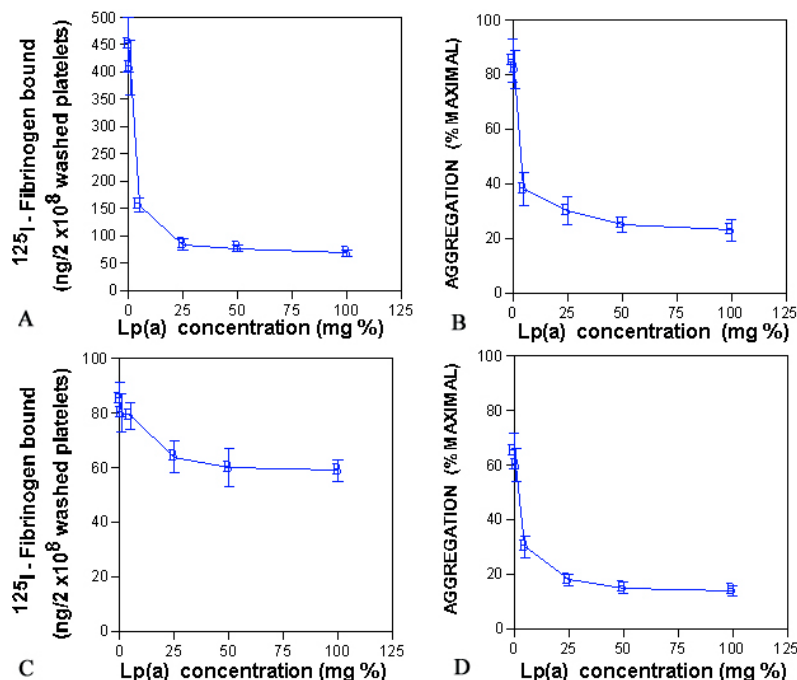 500
450
400
350
300
250
200
150
100
50
0
0 25 50 75 100 125
125I - Fibrinogen bound
(ng/2 x10^8 washed platelets)
Lp(a) concentration (mg %)
A
100
80
60
40
20
0
0 25 50 75 100 125
AGGREGATION (% MAXIMAL)
Lp(a) concentration (mg %)
B
100
80
60
40
20
0
0 25 50 75 100 125
125I - Fibrinogen bound
(ng/2 x10^8 washed platelets)
Lp(a) concentration (mg %)
C
100
80
60
40
20
0
0 25 50 75 100 125
AGGREGATION (% MAXIMAL)
Lp(a) concentration (mg %)
D